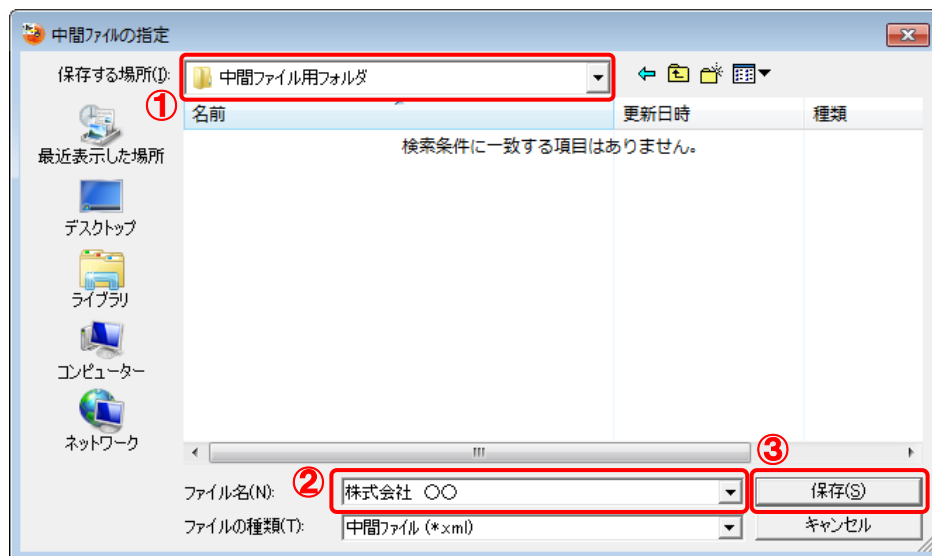 中間ファイルの指定
保存する場所(I):
中間ファイル用フォルダ
①
名前
更新日時
種類
検索条件に一致する項目はありません。
最近表示した場所
デスクトップ
ライブラリ
コンピューター
ネットワーク
③
②
ファイル名(N):
株式会社 〇〇
保存(S)
ファイルの種類(T):
中間ファイル (*.xml)
キャンセル